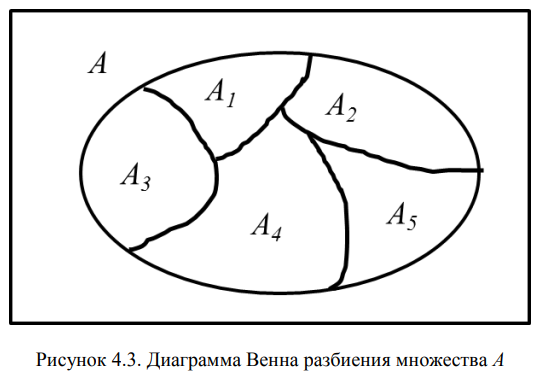 A
A1
A2
A3
A4
A5
Рисунок 4.3. Диаграмма Венна разбиения множества A